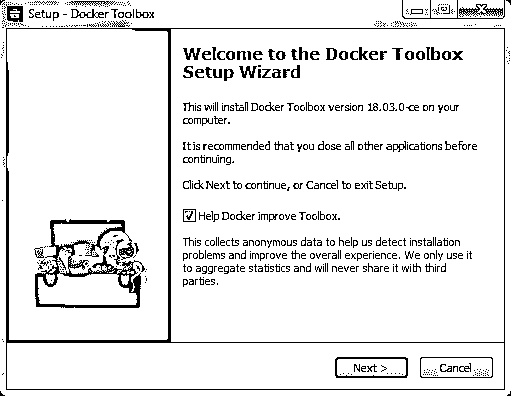 Setup - Docker Toolbox
Welcome to the Docker Toolbox
Setup Wizard
This will install Docker Toolbox version 18.03.0-ce on your
computer.
It is recommended that you close all other applications before
continuing.
Click Next to continue, or Cancel to exit Setup.
Help Docker improve Toolbox.
This collects anonymous data to help us detect installation
problems and improve the overall experience. We only use it
to aggregate statistics and will never share it with third
parties.
Next >
Cancel